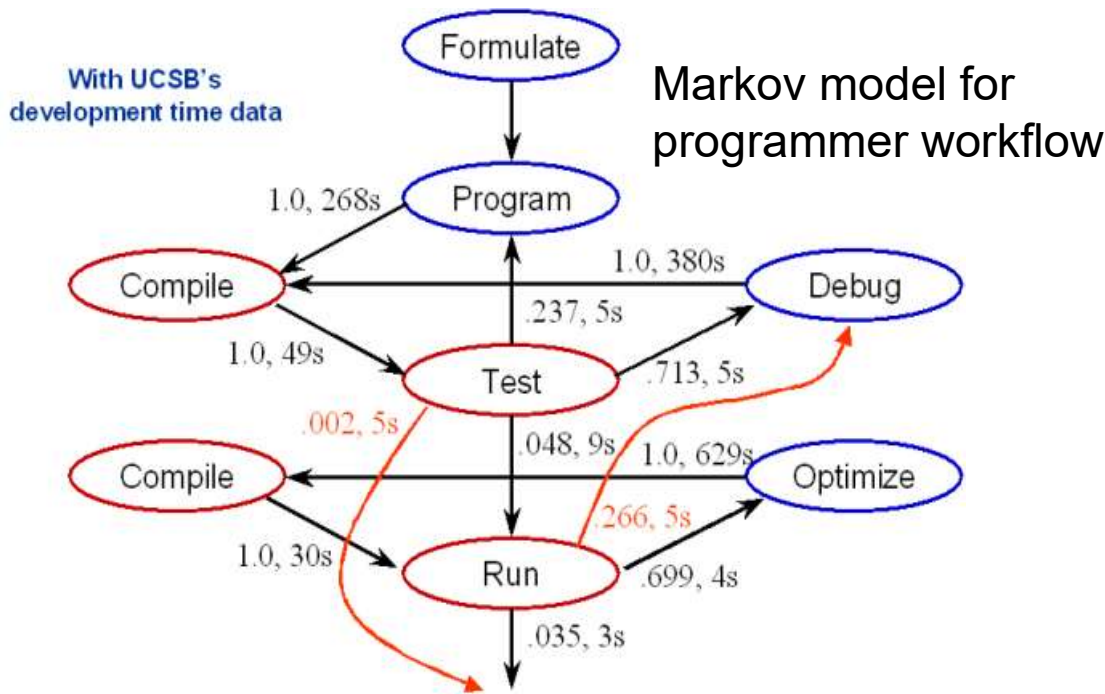 Formulate
With UCSB's
development time data
Markov model for
programmer workflow
1.0, 268s
Program
Compile
1.0, 380s
Debug
.237, 5s
1.0, 49s
Test
.713, 5s
.002, 5s
.048, 9s
1.0, 629s
Compile
Optimize
.266, 5s
1.0, 30s
Run
.699, 4s
.035, 3s